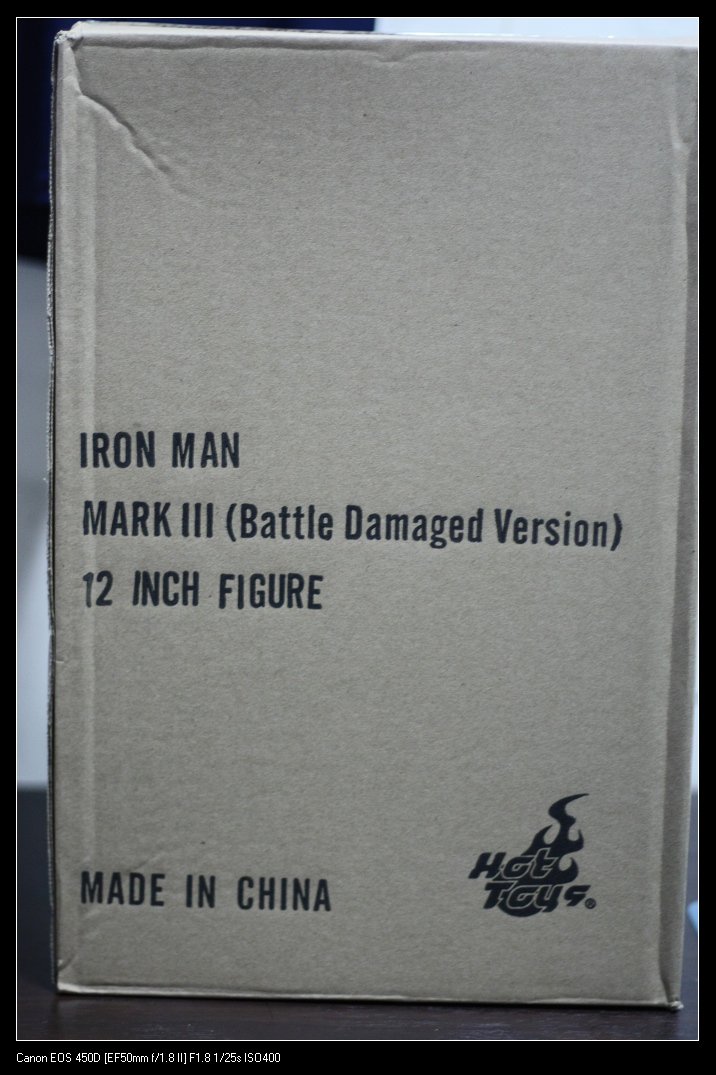 IRON MAN
MARK III (Battle Damaged Version)
12 INCH FIGURE
MADE IN CHINA
Hot
Toys®
Canon EOS 450D [EF50mm f/1.8 II] F1.8 1/25s ISO400